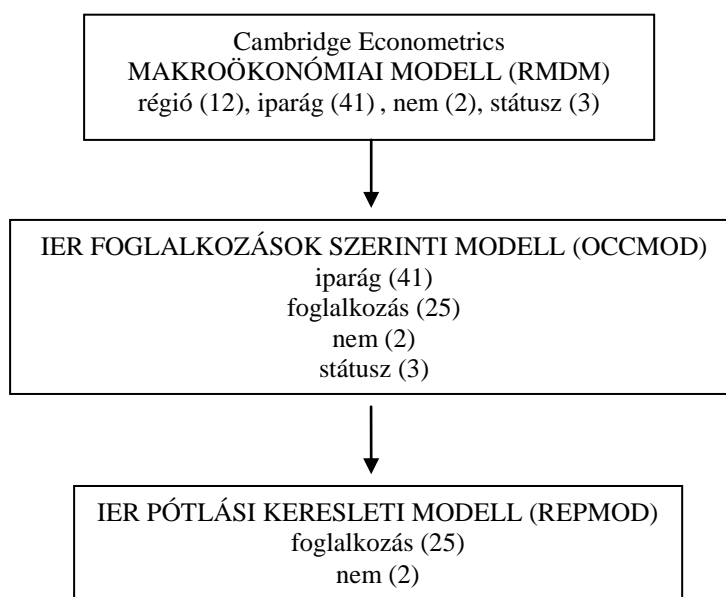 Cambridge Econometrics
MAKROÖKONÓMIAI MODELL (RMDM)
régió (12), iparág (41) , nem (2), státusz (3)
IER FOGLALKOZÁSOK SZERINTI MODELL (OCCMOD)
iparág (41)
foglalkozás (25)
nem (2)
státusz (3)
IER PÓTLÁSI KERESLETI MODELL (REPMOD)
foglalkozás (25)
nem (2)